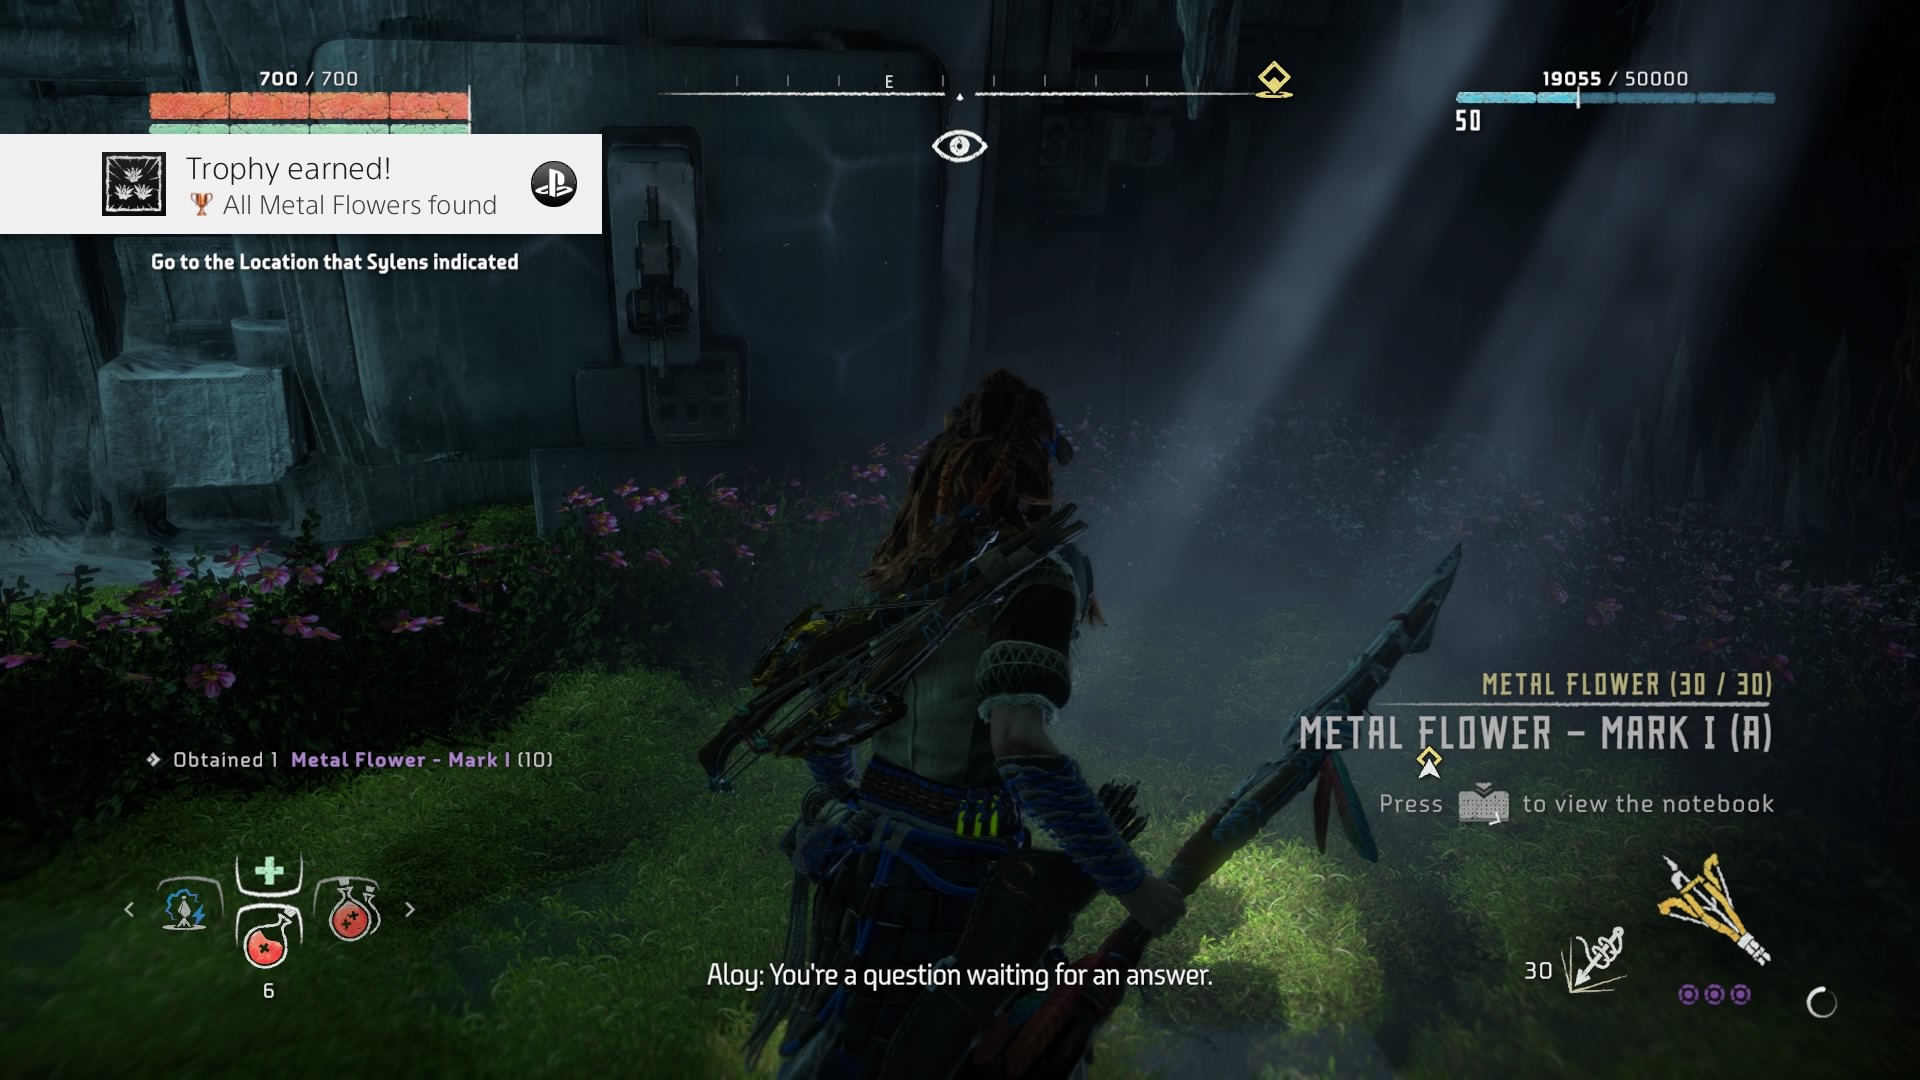 700 / 700
E
19055 / 50000
50
Trophy earned!
All Metal Flowers found
Go to the Location that Sylens indicated
METAL FLOWER (30 / 30)
METAL FLOWER - MARK I (A)
Obtained 1 Metal Flower - Mark I (10)
Press to view the notebook
6
30
Aloy: You're a question waiting for an answer.